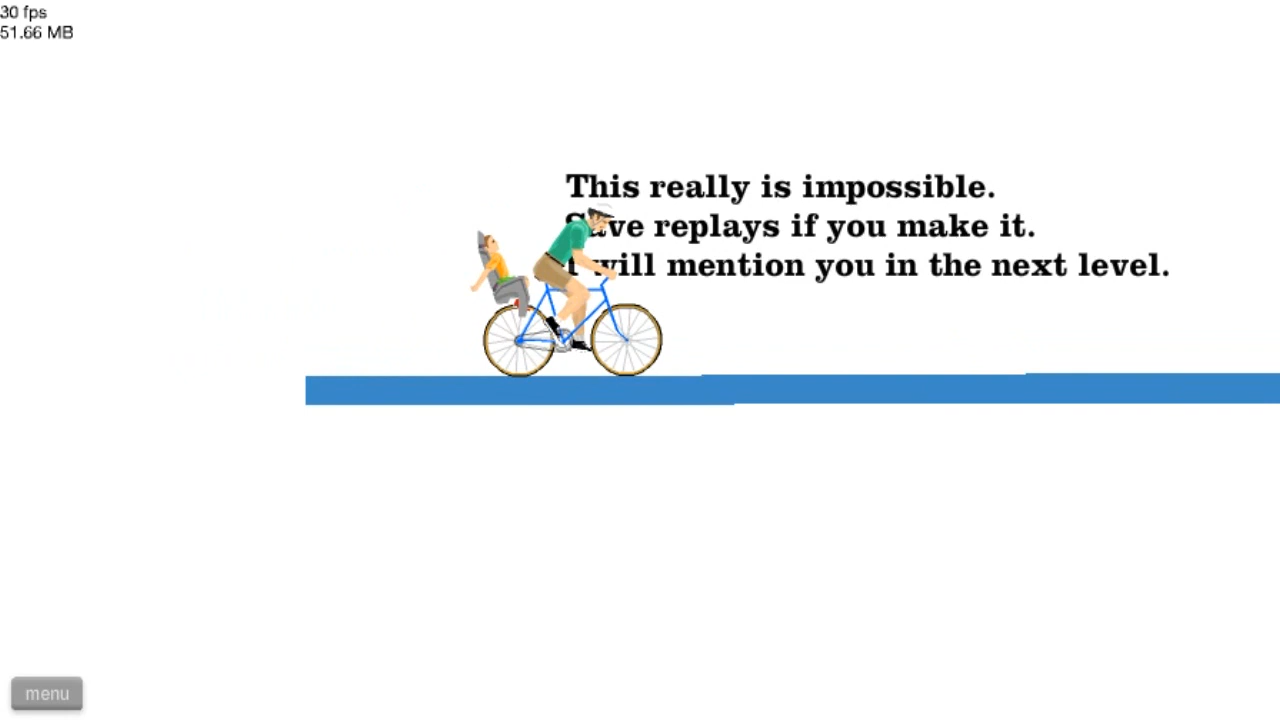 30 fps
51.66 MB
This really is impossible.
Save replays if you make it.
I will mention you in the next level.
menu